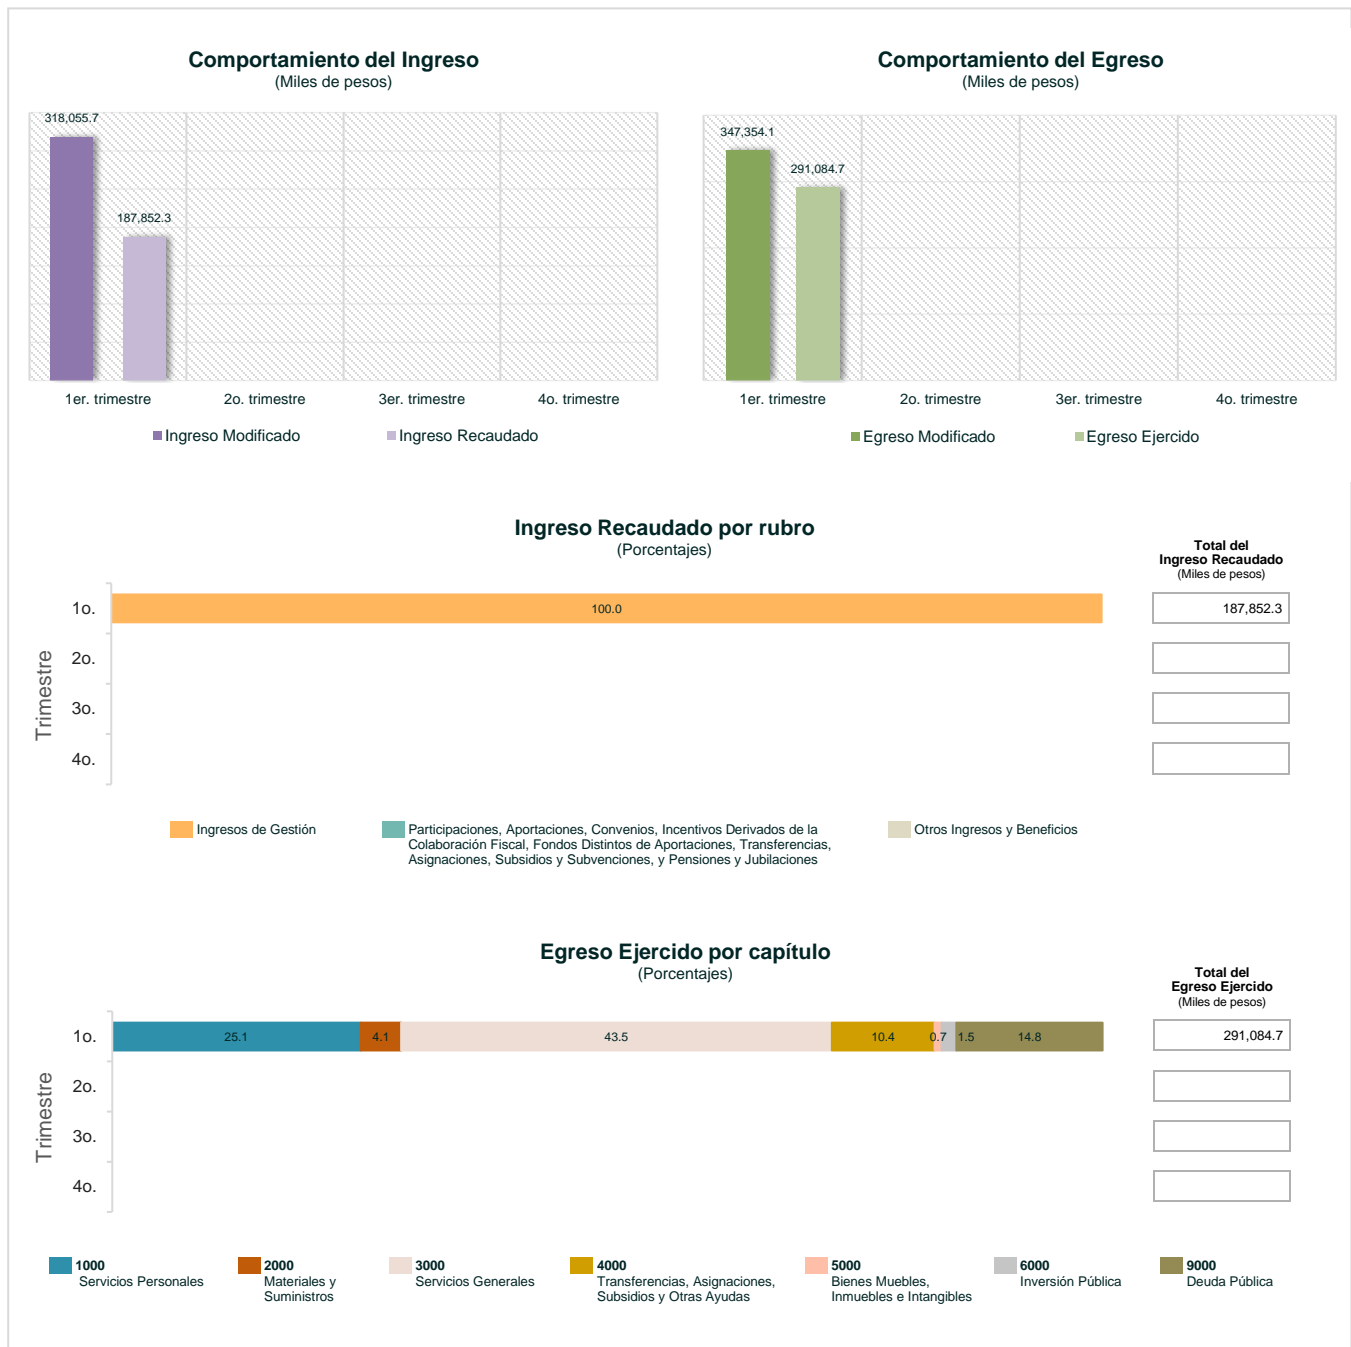 Comportamiento del Ingreso
(Miles de pesos)
318,055.7
187,852.3
1er. trimestre
2o. trimestre
3er. trimestre
4o. trimestre
Ingreso Modificado
Ingreso Recaudado
Comportamiento del Egreso
(Miles de pesos)
347,354.1
291,084.7
1er. trimestre
2o. trimestre
3er. trimestre
4o. trimestre
Egreso Modificado
Egreso Ejercido
Ingreso Recaudado por rubro
(Porcentajes)
Total del
Ingreso Recaudado
(Miles de pesos)
Trimestre
1o.
100.0
187,852.3
2o.
3o.
4o.
Ingresos de Gestión
Participaciones, Aportaciones, Convenios, Incentivos Derivados de la
Colaboración Fiscal, Fondos Distintos de Aportaciones, Transferencias,
Asignaciones, Subsidios y Subvenciones, y Pensiones y Jubilaciones
Otros Ingresos y Beneficios
Egreso Ejercido por capítulo
(Porcentajes)
Total del
Egreso Ejercido
(Miles de pesos)
Trimestre
1o.
25.1
4.1
43.5
10.4
0.7
1.5
14.8
291,084.7
2o.
3o.
4o.
1000
Servicios Personales
2000
Materiales y
Suministros
3000
Servicios Generales
4000
Transferencias, Asignaciones,
Subsidios y Otras Ayudas
5000
Bienes Muebles,
Inmuebles e Intangibles
6000
Inversión Pública
9000
Deuda Pública